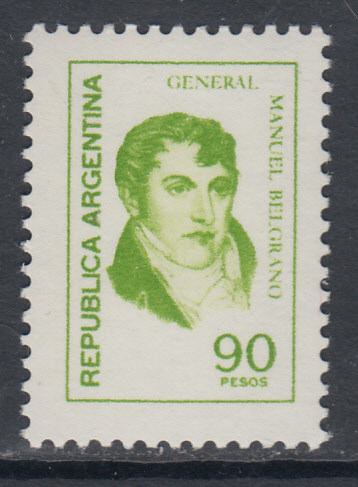 GENERAL
MANUEL BELGRANO
REPUBLICA ARGENTINA
90
PESOS